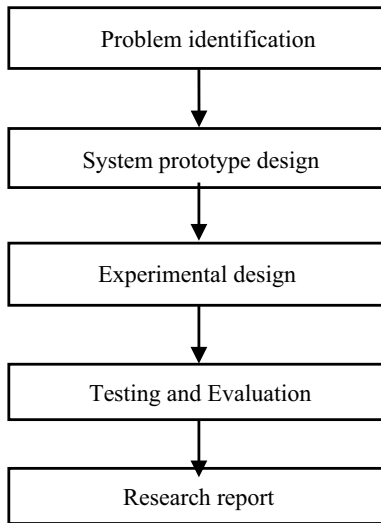 Problem identification
System prototype design
Experimental design
Testing and Evaluation
Research report